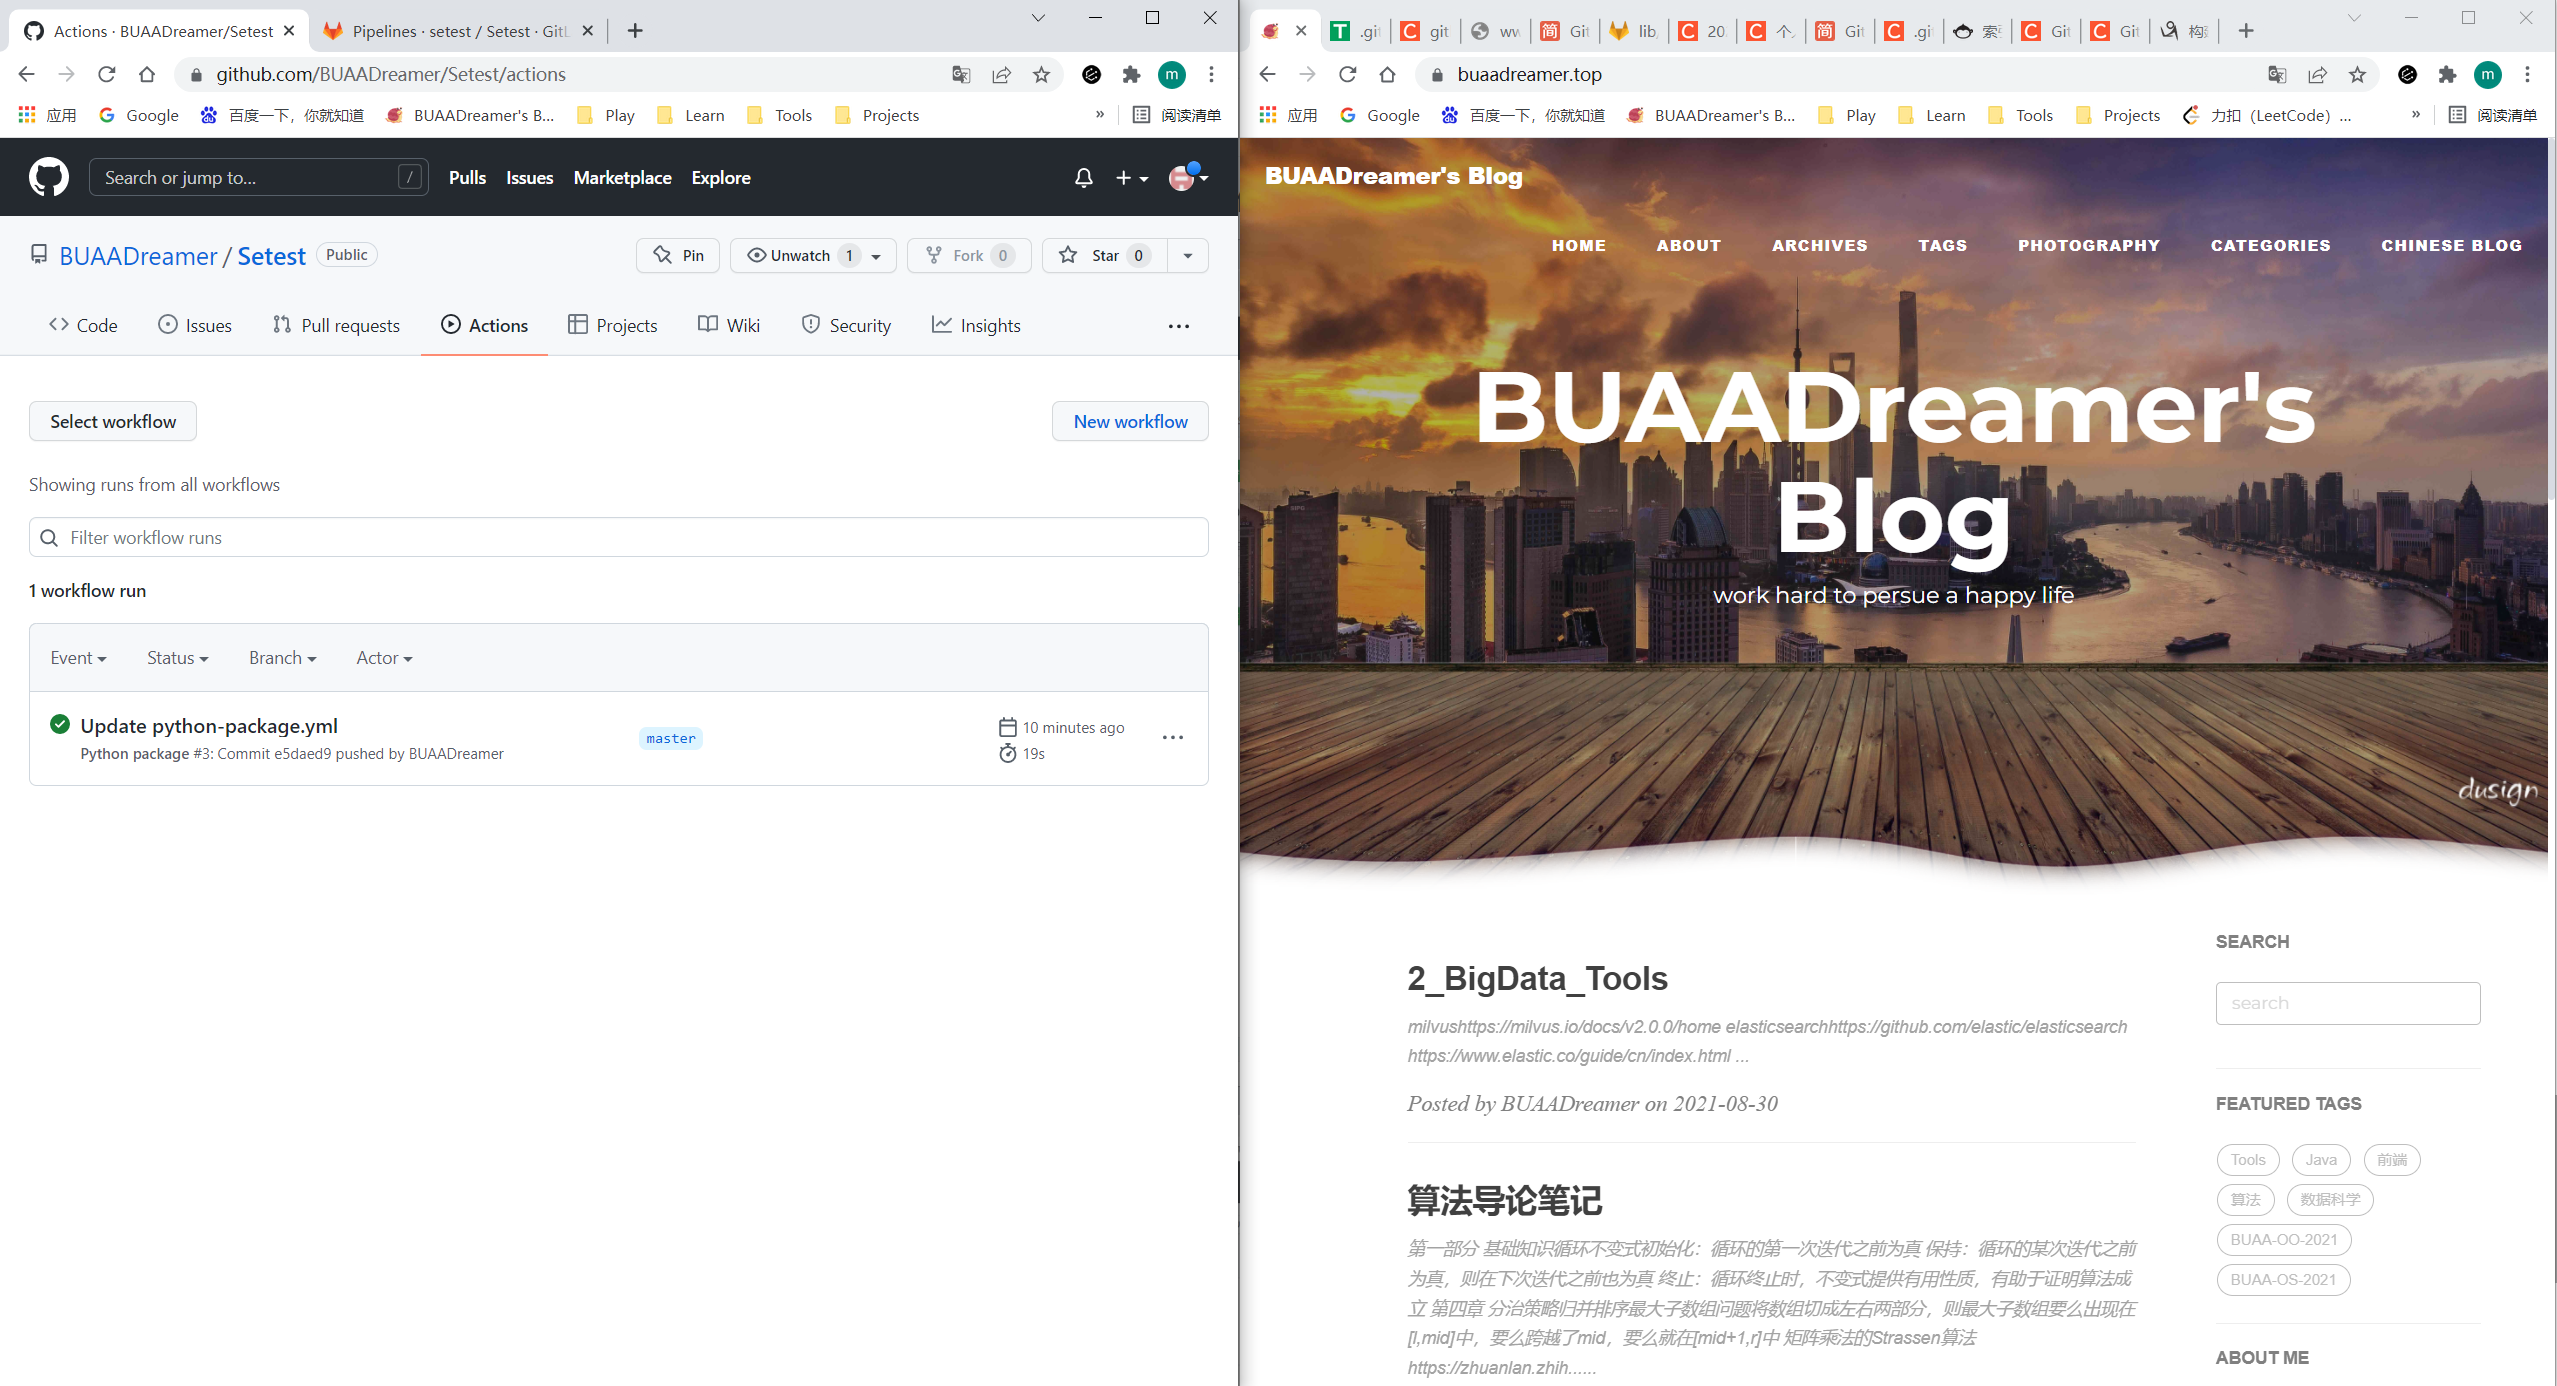 Actions · BUAADreamer/Setest
Pipelines · setest / Setest · GitL
github.com/BUAADreamer/Setest/actions
m
应用
Google
百度一下，你就知道
BUAADreamer's B...
Play
Learn
Tools
Projects
»
阅读清单
Search or jump to...
/
Pulls
Issues
Marketplace
Explore
BUAADreamer / Setest
Public
Pin
Unwatch 1
Fork 0
Star 0
Code
Issues
Pull requests
Actions
Projects
Wiki
Security
Insights
Select workflow
New workflow
Showing runs from all workflows
Filter workflow runs
1 workflow run
Event
Status
Branch
Actor
Update python-package.yml
Python package #3: Commit e5daed9 pushed by BUAADreamer
master
10 minutes ago
19s
T .git
C git
ww
简 Git
lib
C 20
C 个
简 Git
C .gi
索
C Git
C Git
构
buaadreamer.top
m
应用
Google
百度一下，你就知道
BUAADreamer's B...
Play
Learn
Tools
Projects
力扣（LeetCode）...
»
阅读清单
BUAADreamer's Blog
HOME
ABOUT
ARCHIVES
TAGS
PHOTOGRAPHY
CATEGORIES
CHINESE BLOG
BUAADreamer's
Blog
work hard to persue a happy life
dusign
2_BigData_Tools
milvushttps://milvus.io/docs/v2.0.0/home elasticsearchhttps://github.com/elastic/elasticsearch
https://www.elastic.co/guide/cn/index.html ...
Posted by BUAADreamer on 2021-08-30
算法导论笔记
第一部分 基础知识循环不变式初始化：循环的第一次迭代之前为真 保持：循环的某次迭代之前
为真，则在下次迭代之前也为真 终止：循环终止时，不变式提供有用性质，有助于证明算法成
立 第四章 分治策略归并排序最大子数组问题将数组切成左右两部分，则最大子数组要么出现在
[l,mid]中，要么跨越了mid，要么就在[mid+1,r]中 矩阵乘法的Strassen算法
https://zhuanlan.zhih......
SEARCH
search
FEATURED TAGS
Tools
Java
前端
算法
数据科学
BUAA-OO-2021
BUAA-OS-2021
ABOUT ME